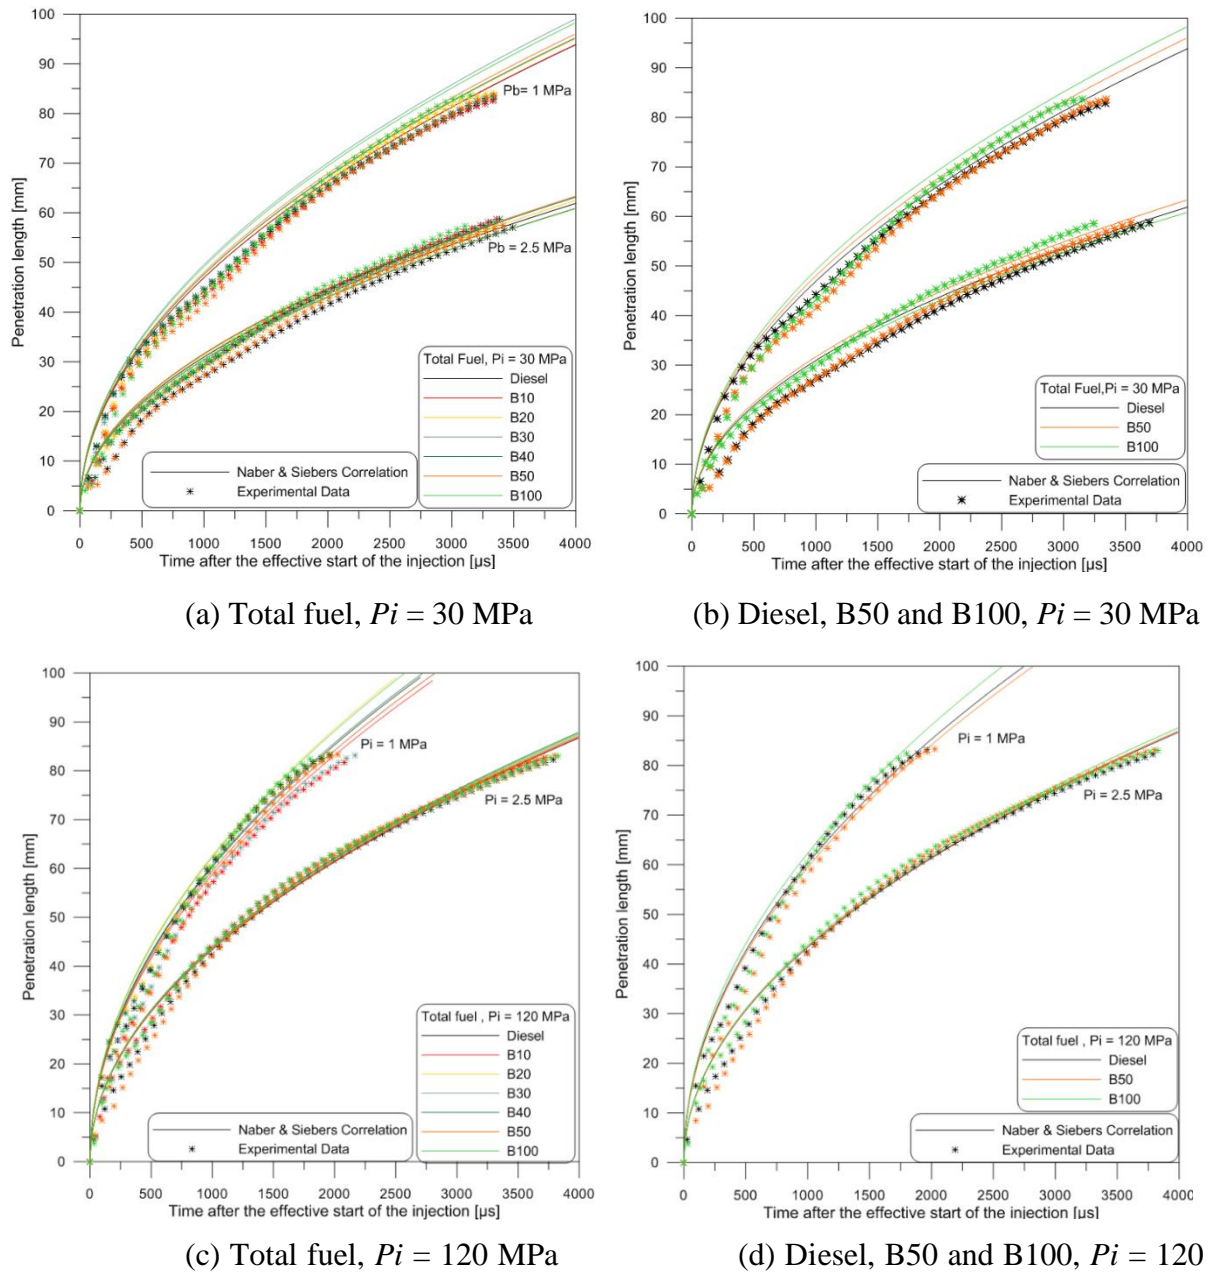 100
90
80
70
60
50
40
30
20
10
0
Penetration length [mm]
Pb= 1 MPa
Pb = 2.5 MPa
Total Fuel, Pi = 30 MPa
Diesel
B10
B20
B30
B40
B50
B100
Naber & Siebers Correlation
Experimental Data
0 500 1000 1500 2000 2500 3000 3500 4000
Time after the effective start of the injection [µs]
(a) Total fuel, Pi = 30 MPa
100
90
80
70
60
50
40
30
20
10
0
Penetration length [mm]
Total Fuel,Pi = 30 MPa
Diesel
B50
B100
Naber & Siebers Correlation
Experimental Data
0 500 1000 1500 2000 2500 3000 3500 4000
Time after the effective start of the injection [µs]
(b) Diesel, B50 and B100, Pi = 30 MPa
100
90
80
70
60
50
40
30
20
10
0
Penetration length [mm]
Pi = 1 MPa
Pi = 2.5 MPa
Total fuel , Pi = 120 MPa
Diesel
B10
B20
B30
B40
B50
B100
Naber & Siebers Correlation
Experimental Data
0 500 1000 1500 2000 2500 3000 3500 4000
Time after the effective start of the injection [µs]
(c) Total fuel, Pi = 120 MPa
100
90
80
70
60
50
40
30
20
10
0
Penetration length [mm]
Pi = 1 MPa
Pi = 2.5 MPa
Total fuel , Pi = 120 MPa
Diesel
B50
B100
Naber & Siebers Correlation
Experimental Data
0 500 1000 1500 2000 2500 3000 3500 4000
Time after the effective start of the injection [µs]
(d) Diesel, B50 and B100, Pi = 120